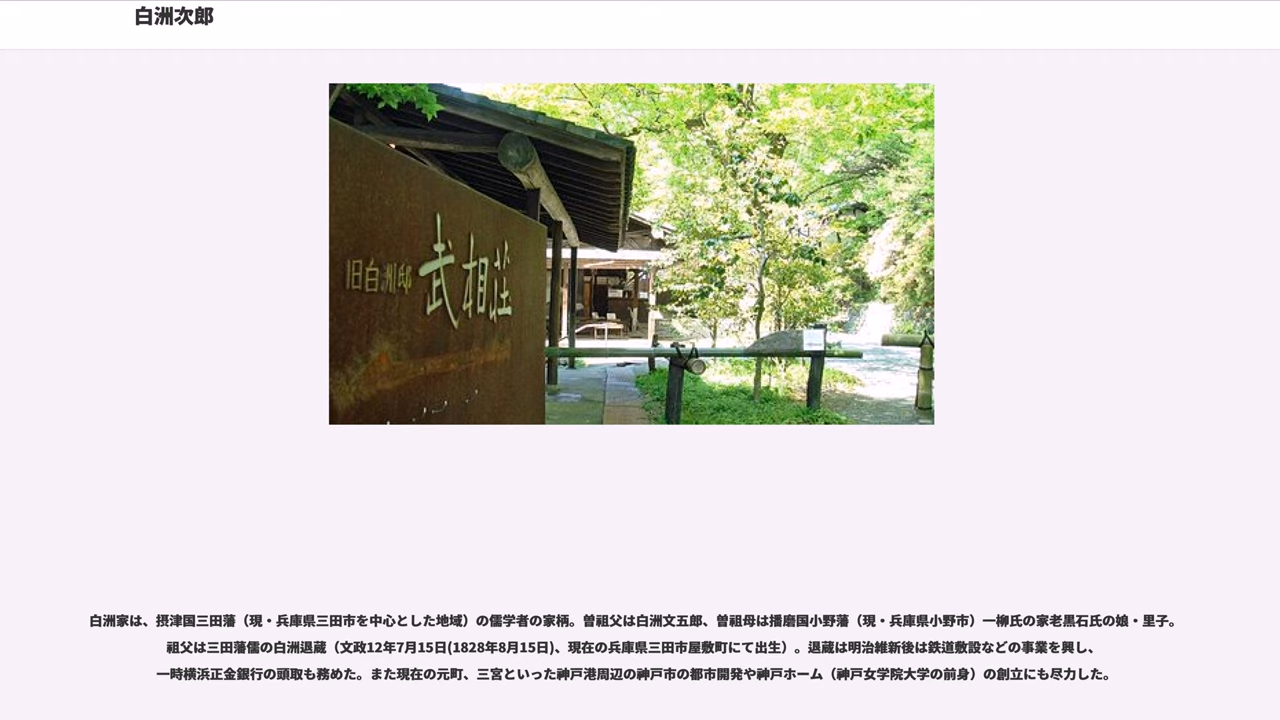 白洲次郎
旧白洲邸 武相荘
白洲家は、摂津国三田藩（現・兵庫県三田市を中心とした地域）の儒学者の家柄。曽祖父は白洲文五郎、曽祖母は播磨国小野藩（現・兵庫県小野市）一柳氏の家老黒石氏の娘・里子。
祖父は三田藩儒の白洲退蔵（文政12年7月15日(1828年8月15日)、現在の兵庫県三田市屋敷町にて出生）。退蔵は明治維新後は鉄道敷設などの事業を興し、
一時横浜正金銀行の頭取も務めた。また現在の元町、三宮といった神戸港周辺の神戸市の都市開発や神戸ホーム（神戸女学院大学の前身）の創立にも尽力した。